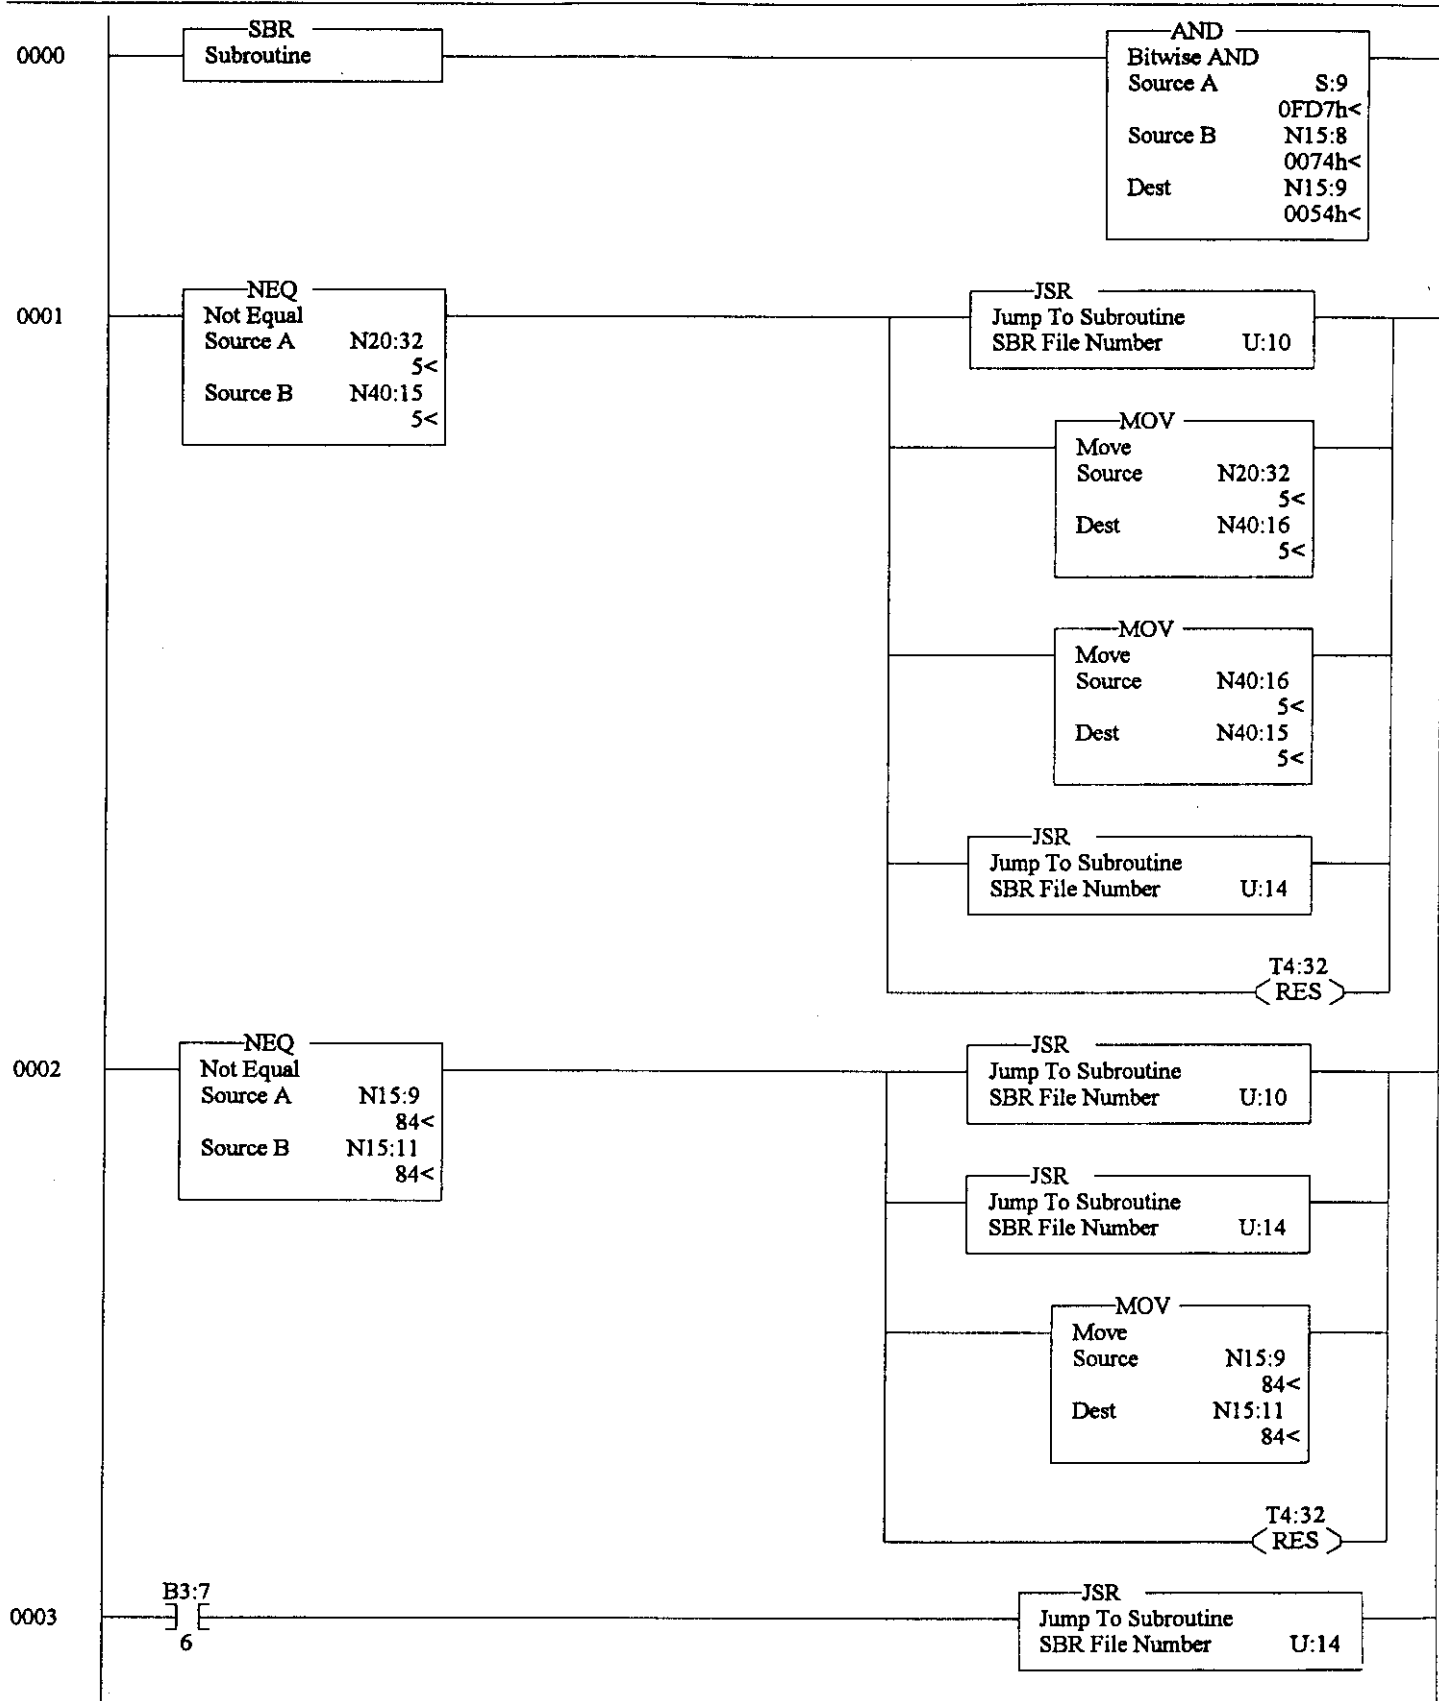 SBR
0000
Subroutine
AND
Bitwise AND
Source A S:9
0FD7h<
Source B N15:8
0074h<
Dest N15:9
0054h<
NEQ
0001
Not Equal
Source A N20:32
5<
Source B N40:15
5<
JSR
Jump To Subroutine
SBR File Number U:10
MOV
Move
Source N20:32
5<
Dest N40:16
5<
MOV
Move
Source N40:16
5<
Dest N40:15
5<
JSR
Jump To Subroutine
SBR File Number U:14
T4:32
RES
NEQ
0002
Not Equal
Source A N15:9
84<
Source B N15:11
84<
JSR
Jump To Subroutine
SBR File Number U:10
JSR
Jump To Subroutine
SBR File Number U:14
MOV
Move
Source N15:9
84<
Dest N15:11
84<
T4:32
RES
B3:7
0003
6
JSR
Jump To Subroutine
SBR File Number U:14